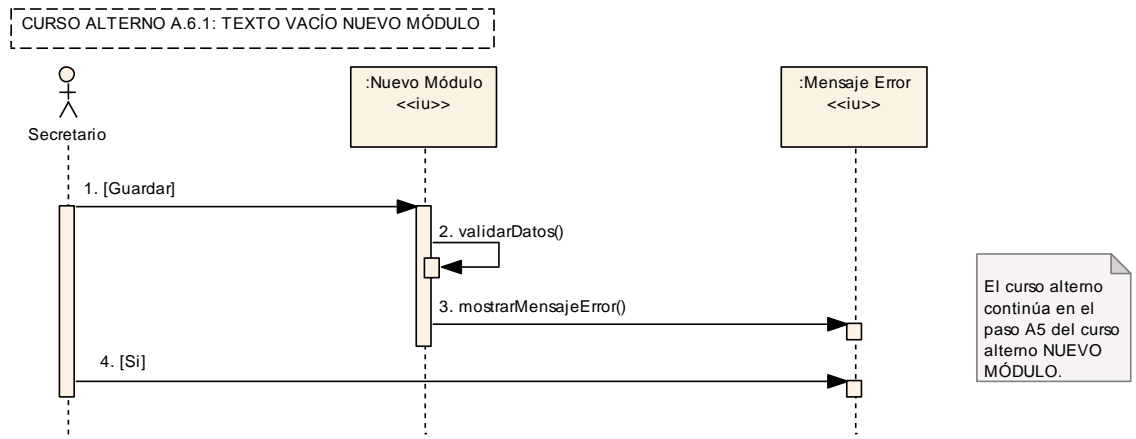 CURSO ALTERNO A.6.1: TEXTO VACÍO NUEVO MÓDULO
Secretario
:Nuevo Módulo
<<iu>>
:Mensaje Error
<<iu>>
1. [Guardar]
2. validarDatos()
3. mostrarMensajeError()
4. [Si]
El curso alterno
continúa en el
paso A5 del curso
alterno NUEVO
MÓDULO.